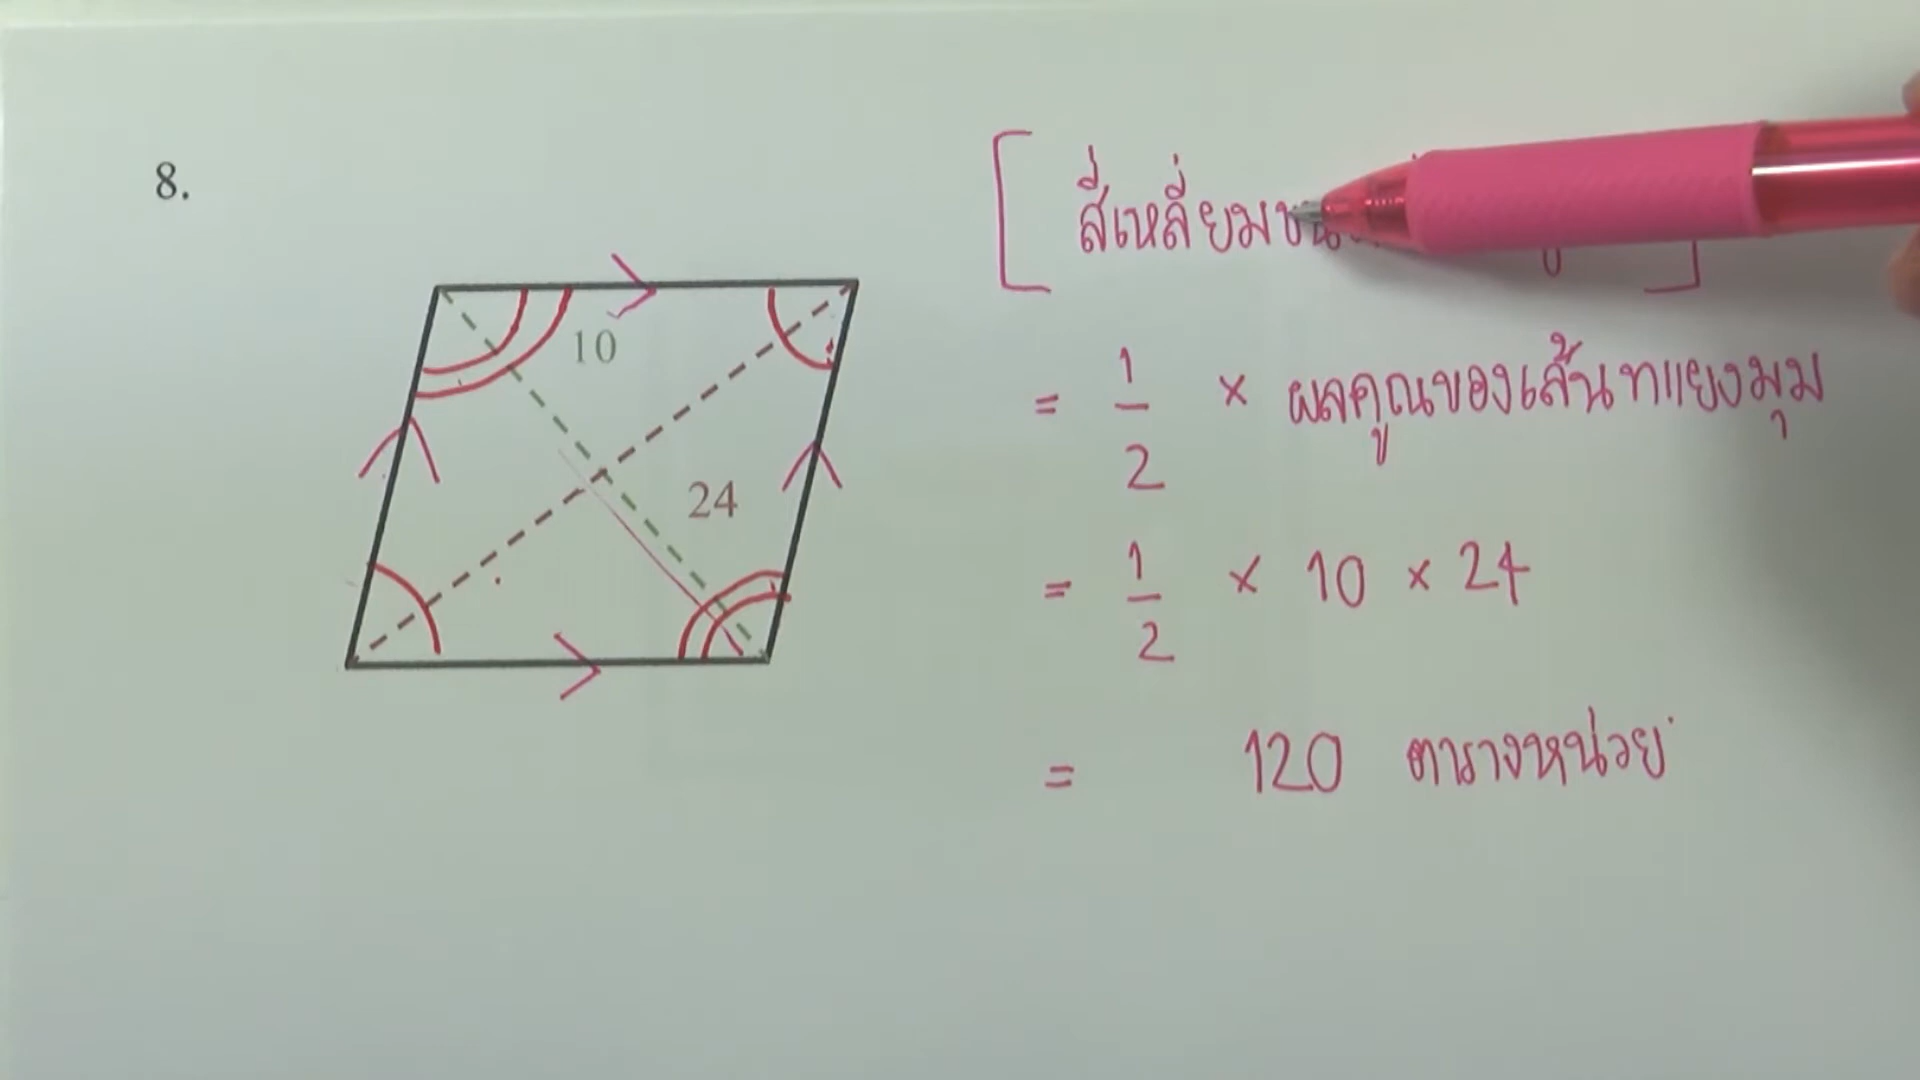 8.
10
24
[ สี่เหลี่ยม ]
= 1/2 × ผลคูณของเส้นทแยงมุม
= 1/2 × 10 × 24
= 120 ตารางหน่วย